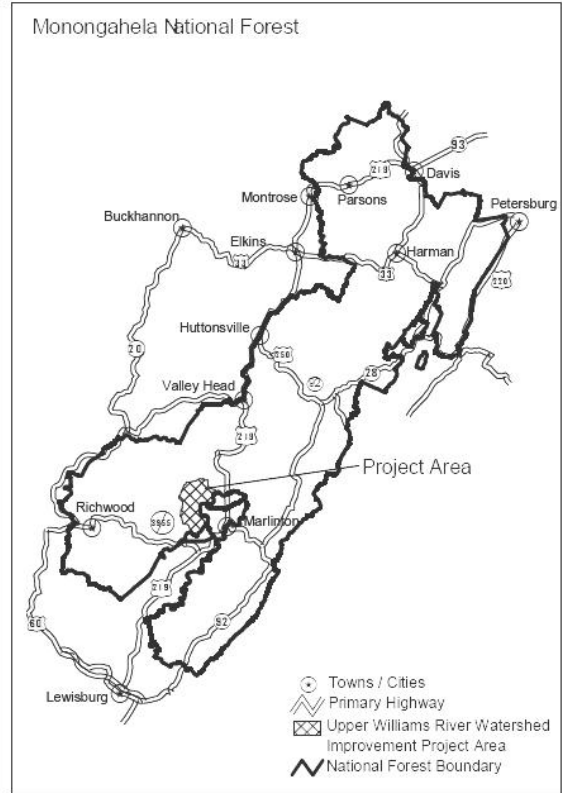 Monongahela National Forest
93
219
Davis
Montrose
Parsons
Petersburg
Buckhannon
Elkins
Harman
33
33
220
Huttonsville
250
20
92
28
Valley Head
219
Project Area
Richwood
Marlinton
219
92
60
Lewisburg
Towns / Cities
Primary Highway
Upper Williams River Watershed
Improvement Project Area
National Forest Boundary